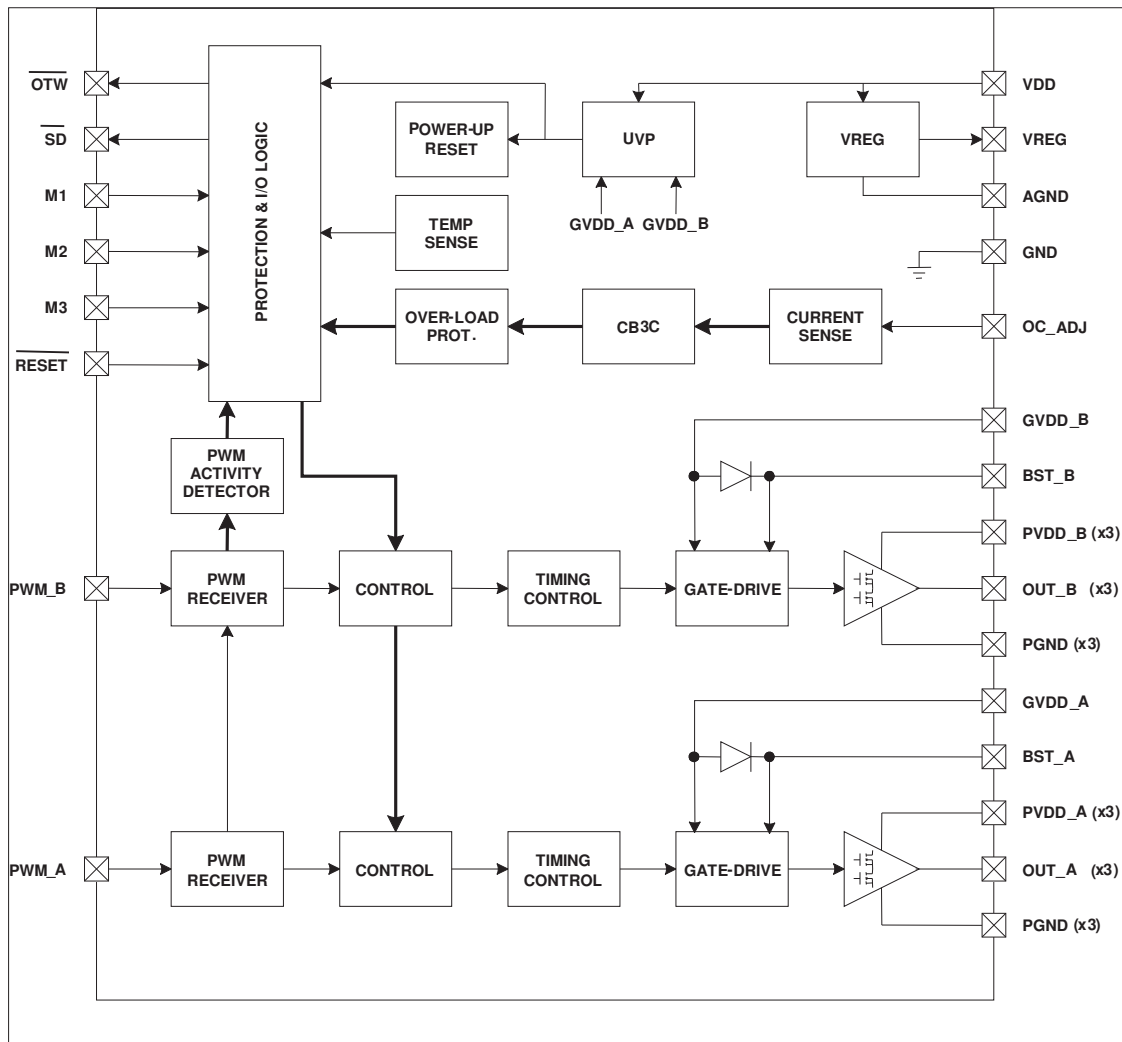 OTW
SD
M1
M2
M3
RESET
PROTECTION & I/O LOGIC
POWER-UP
RESET
UVP
VREG
GVDD_A
GVDD_B
TEMP
SENSE
OVER-LOAD
PROT.
CB3C
CURRENT
SENSE
VDD
VREG
AGND
GND
OC_ADJ
PWM
ACTIVITY
DETECTOR
GVDD_B
BST_B
PWM_B
PWM
RECEIVER
CONTROL
TIMING
CONTROL
GATE-DRIVE
PVDD_B (x3)
OUT_B (x3)
PGND (x3)
GVDD_A
BST_A
PWM_A
PWM
RECEIVER
CONTROL
TIMING
CONTROL
GATE-DRIVE
PVDD_A (x3)
OUT_A (x3)
PGND (x3)